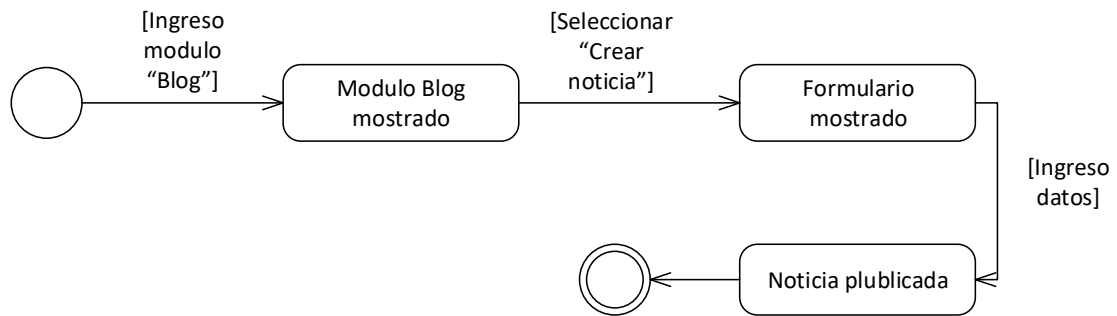 [Ingreso
modulo
“Blog”]
Modulo Blog
mostrado
[Seleccionar
“Crear
noticia”]
Formulario
mostrado
[Ingreso
datos]
Noticia plublicada